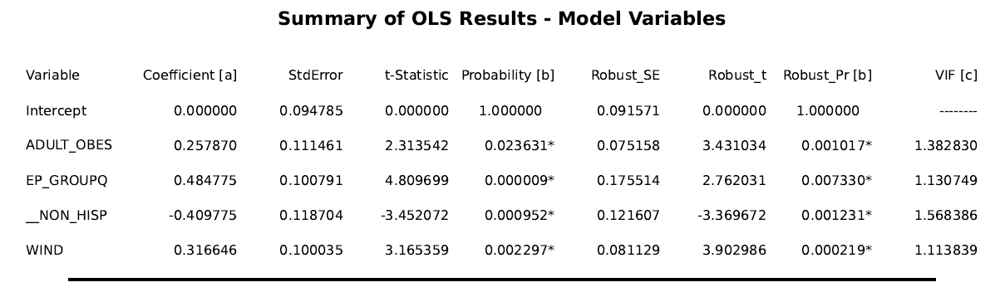 Summary of OLS Results - Model Variables
Variable Coefficient [a] StdError t-Statistic Probability [b] Robust_SE Robust_t Robust_Pr [b] VIF [c]
Intercept 0.000000 0.094785 0.000000 1.000000 0.091571 0.000000 1.000000 --------
ADULT_OBES 0.257870 0.111461 2.313542 0.023631* 0.075158 3.431034 0.001017* 1.382830
EP_GROUPQ 0.484775 0.100791 4.809699 0.000009* 0.175514 2.762031 0.007330* 1.130749
__NON_HISP -0.409775 0.118704 -3.452072 0.000952* 0.121607 -3.369672 0.001231* 1.568386
WIND 0.316646 0.100035 3.165359 0.002297* 0.081129 3.902986 0.000219* 1.113839